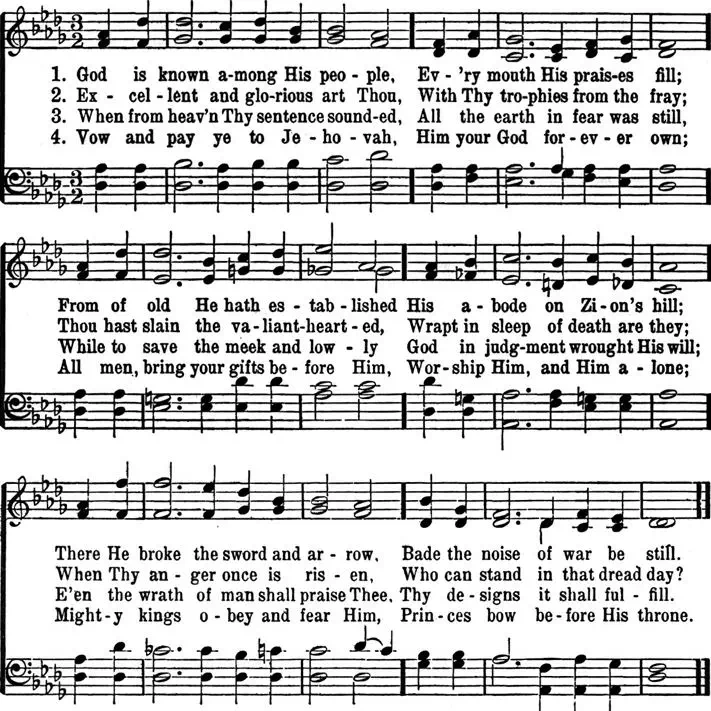 3
2
1. God is known a-mong His peo - ple, Ev - 'ry mouth His prais-es fill;
2. Ex - cel - lent and glo-rious art Thou, With Thy tro-phies from the fray;
3. When from heav'n Thy sentence sound-ed, All the earth in fear was still,
4. Vow and pay ye to Je - ho - vah, Him your God for - ev - er own;
3
2
From of old He hath es - tab - lished His a - bode on Zi - on's hill;
Thou hast slain the va - liant-heart - ed, Wrapt in sleep of death are they;
While to save the meek and low - ly God in judg-ment wrought His will;
All men, bring your gifts be - fore Him, Wor - ship Him, and Him a - lone;
There He broke the sword and ar - row, Bade the noise of war be still.
When Thy an - ger once is ris - en, Who can stand in that dread day?
E'en the wrath of man shall praise Thee, Thy de - signs it shall ful - fill.
Might-y kings o - bey and fear Him, Prin - ces bow be - fore His throne.